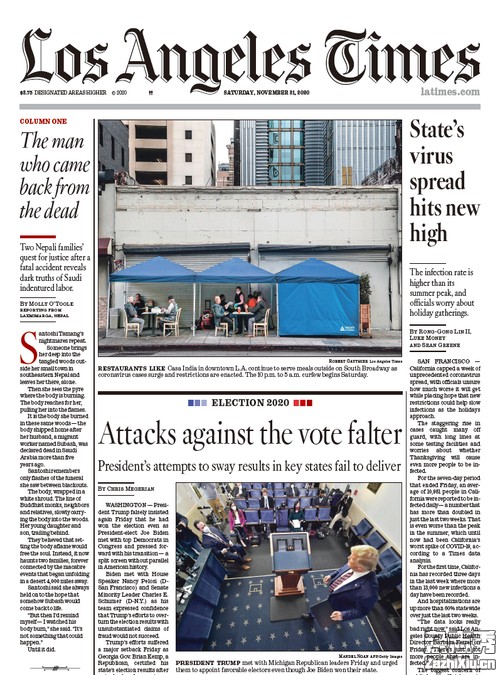 Los Angeles Times
$3.75 DESIGNATED AREAS HIGHER © 2020
SATURDAY, NOVEMBER 21, 2020
latimes.com
COLUMN ONE
The man
who came
back from
the dead
Two Nepali families'
quest for justice after a
fatal accident reveals
dark truths of Saudi
indentured labor.
By Molly O'Toole
REPORTING FROM
LAXMIMARGA, NEPAL
Santoshi Tamang's
nightmares repeat.
Someone brings
her deep into the
tangled woods out-
side her small town in
southeastern Nepal and
leaves her there, alone.
Then she sees the pyre
where the body is burning.
The body reaches for her,
pulling her into the flames.
It is the body she burned
in these same woods — the
body shipped home after
her husband, a migrant
worker named Subash, was
declared dead in Saudi
Arabia more than five
years ago.
Santoshi remembers
only flashes of the funeral
she saw between blackouts.
The body, wrapped in a
white shroud. The line of
Buddhist monks, neighbors
and relatives, slowly carry-
ing the body into the woods.
Her young daughter and
son, trailing behind.
They believed that set-
ting the body aflame would
free the soul. Instead, it now
haunts two families, forever
connected by the macabre
events that began unfolding
in a desert 4,000 miles away.
Santoshi said she always
held on to the hope that
somehow Subash would
come back to life.
"But then I'd remind
myself — I watched his
body burn," she said. "It's
not something that could
happen."
Until it did.
Robert Gauthier Los Angeles Times
RESTAURANTS LIKE Casa India in downtown L.A. continue to serve meals outside on South Broadway as
coronavirus cases surge and restrictions are enacted. The 10 p.m. to 5 a.m. curfew begins Saturday.
ELECTION 2020
Attacks against the vote falter
President's attempts to sway results in key states fail to deliver
By Chris Megerian
WASHINGTON — Presi-
dent Trump falsely insisted
again Friday that he had
won the election even as
President-elect Joe Biden
met with top Democrats in
Congress and pressed for-
ward with his transition — a
split screen without parallel
in American history.
Biden met with House
Speaker Nancy Pelosi (D-
San Francisco) and Senate
Minority Leader Charles E.
Schumer (D-N.Y.) as his
team expressed confidence
that Trump's efforts to over-
turn the election results with
unsubstantiated claims of
fraud would not succeed.
Trump's efforts suffered
a major setback Friday as
Georgia Gov. Brian Kemp, a
Republican, certified his
state's election results after
Mandel Ngan AFP/Getty Images
PRESIDENT TRUMP met with Michigan Republican leaders Friday and urged
them to appoint favorable electors even though Joe Biden won their state.
State's
virus
spread
hits new
high
The infection rate is
higher than its
summer peak, and
officials worry about
holiday gatherings.
By Rong-Gong Lin II,
Luke Money
and Sean Greene
SAN FRANCISCO —
California capped a week of
unprecedented coronavirus
spread, with officials unsure
how much worse it will get
while placing hope that new
restrictions could help slow
infections as the holidays
approach.
The staggering rise in
cases caught many off
guard, with long lines at
some testing facilities and
worries about whether
Thanksgiving will cause
even more people to be in-
fected.
For the seven-day period
that ended Friday, an aver-
age of 10,981 people in Cali-
fornia were reported to be in-
fected daily — a number that
has more than doubled in
just the last two weeks. That
is even worse than the peak
in the summer, which until
now had been California's
worst spike of COVID-19, ac-
cording to a Times data
analysis.
For the first time, Califor-
nia has recorded three days
in the last week where more
than 13,000 new infections a
day have been recorded.
And hospitalizations are
up more than 60% statewide
over just the last two weeks.
"The data looks really
bad right now," said Los An-
geles County Public Health
Director Barbara Ferrer